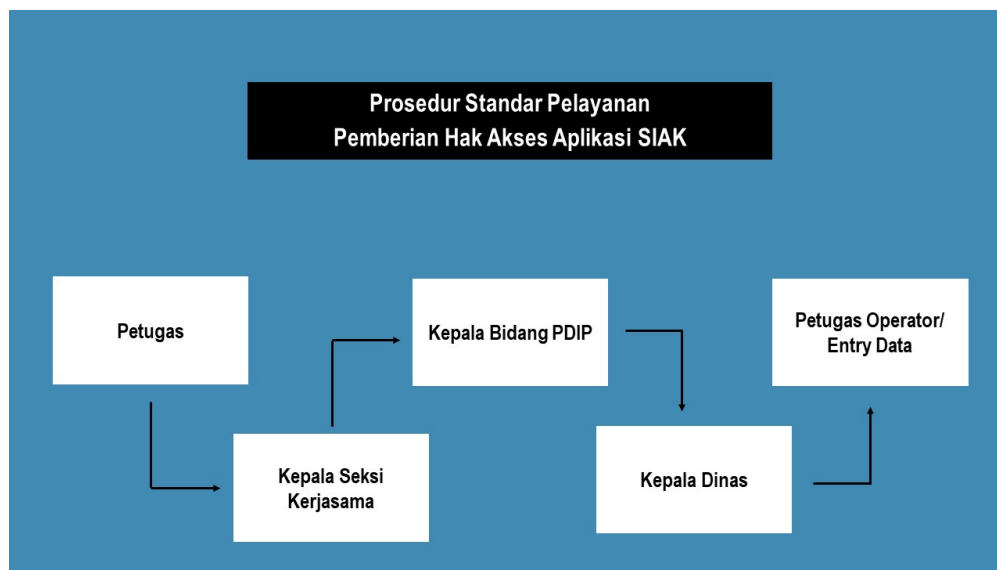 Prosedur Standar Pelayanan
Pemberian Hak Akses Aplikasi SIAK
Petugas
Kepala Seksi
Kerjasama
Kepala Bidang PDIP
Kepala Dinas
Petugas Operator/
Entry Data